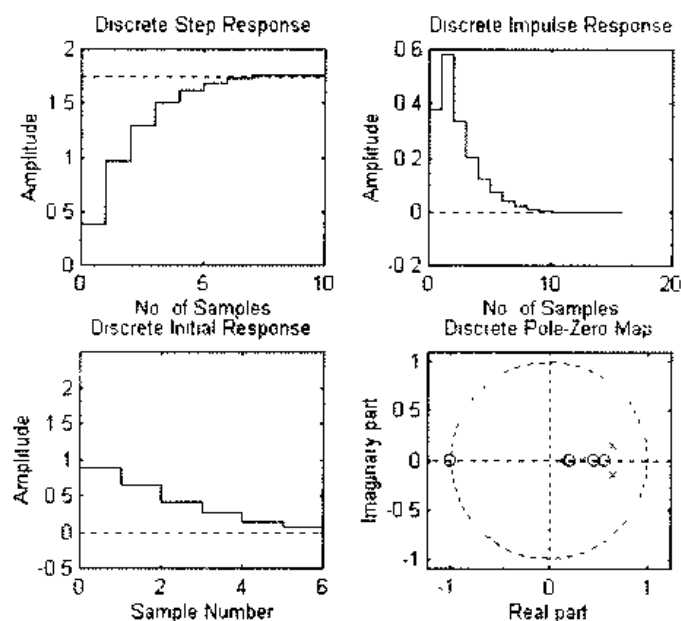 Discrete Step Response
2
1 5
1
0 5
0
0
5
10
Amplitude
No of Samples
Discrete Impulse Response
0 6
0.4
0.2
0
-0 2
0
10
20
Amplitude
No of Samples
Discrete Initial Response
2
1
0 5
0
-0 5
0
2
4
6
Amplitude
Sample Number
Discrete Pole-Zero Map
1
0 5
0
-0 5
-1
-1
0
1
Imaginary part
Real part